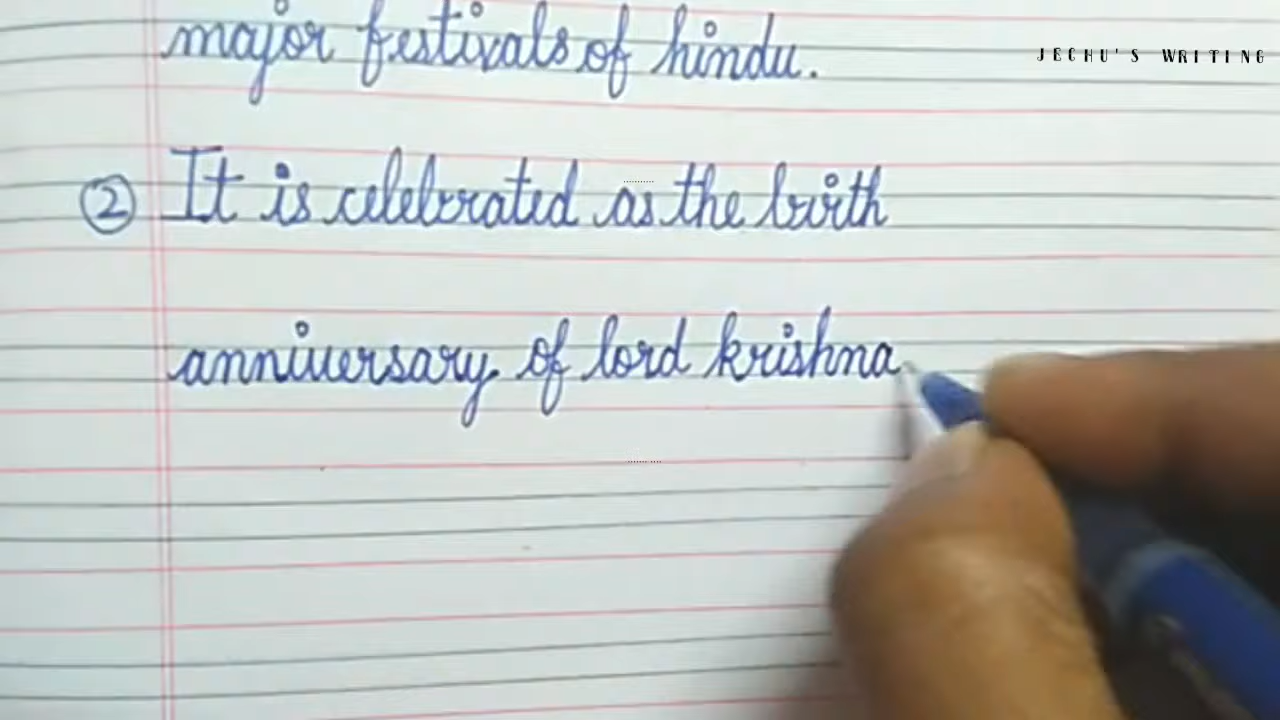 major festivals of hindu.
JECHU'S WRITING
② It is celebrated as the birth
anniversary of lord krishna